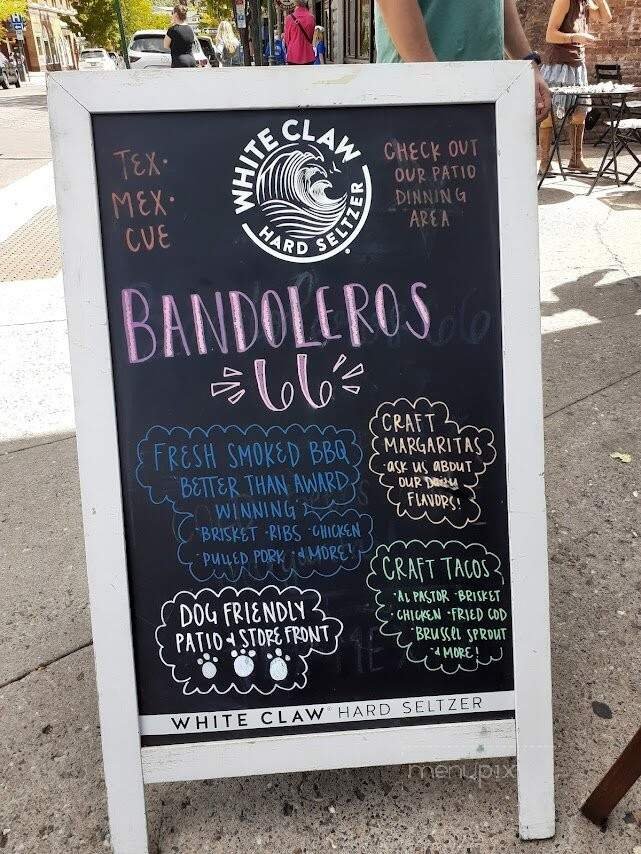 TEX·
MEX·
CUE
WHITE CLAW
HARD SELTZER
CHECK OUT
OUR PATIO
DINNING
AREA
BANDOLEROS
66
FRESH SMOKED BBQ
BETTER THAN AWARD
WINNING
·BRISKET ·RIBS ·CHICKEN
·PULLED PORK ·& MORE!
CRAFT
MARGARITAS
ASK US ABOUT
OUR DAILY
FLAVORS!
CRAFT TACOS
·AL PASTOR ·BRISKET
·CHICKEN ·FRIED COD
·BRUSSEL SPROUT
·& MORE!
DOG FRIENDLY
PATIO & STORE FRONT
WHITE CLAW® HARD SELTZER
menupix